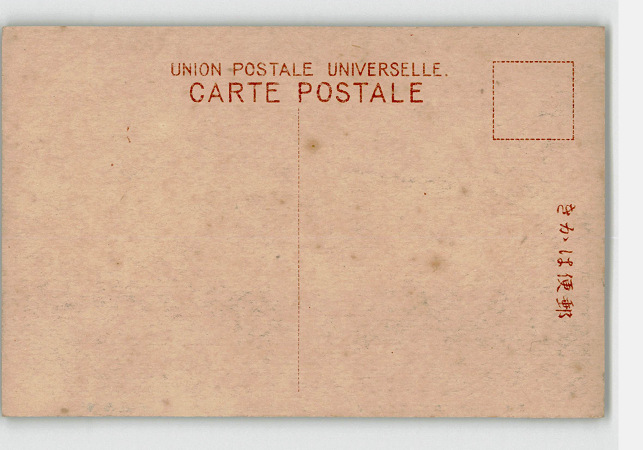 UNION POSTALE UNIVERSELLE.
CARTE POSTALE
きかは便郵